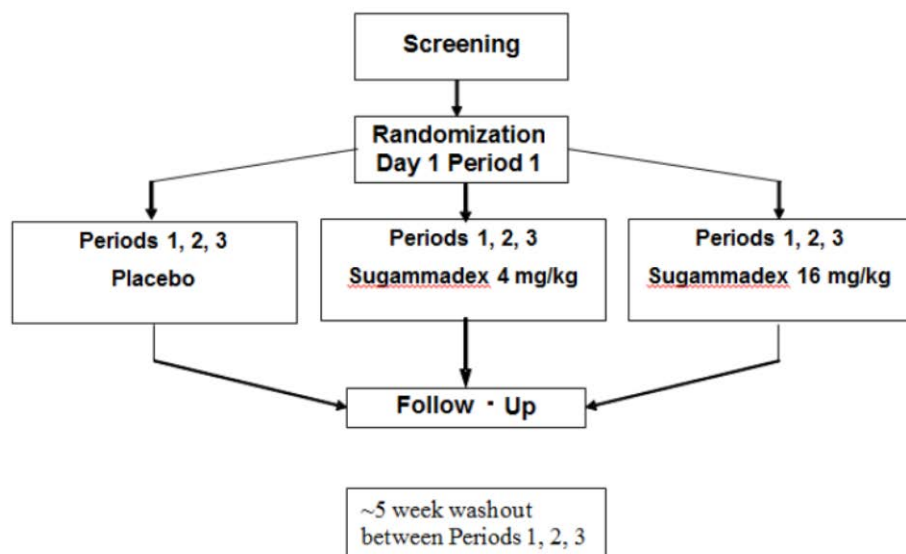 Screening
Randomization
Day 1 Period 1
Periods 1, 2, 3
Placebo
Periods 1, 2, 3
Sugammadex 4 mg/kg
Periods 1, 2, 3
Sugammadex 16 mg/kg
Follow · Up
~5 week washout
between Periods 1, 2, 3